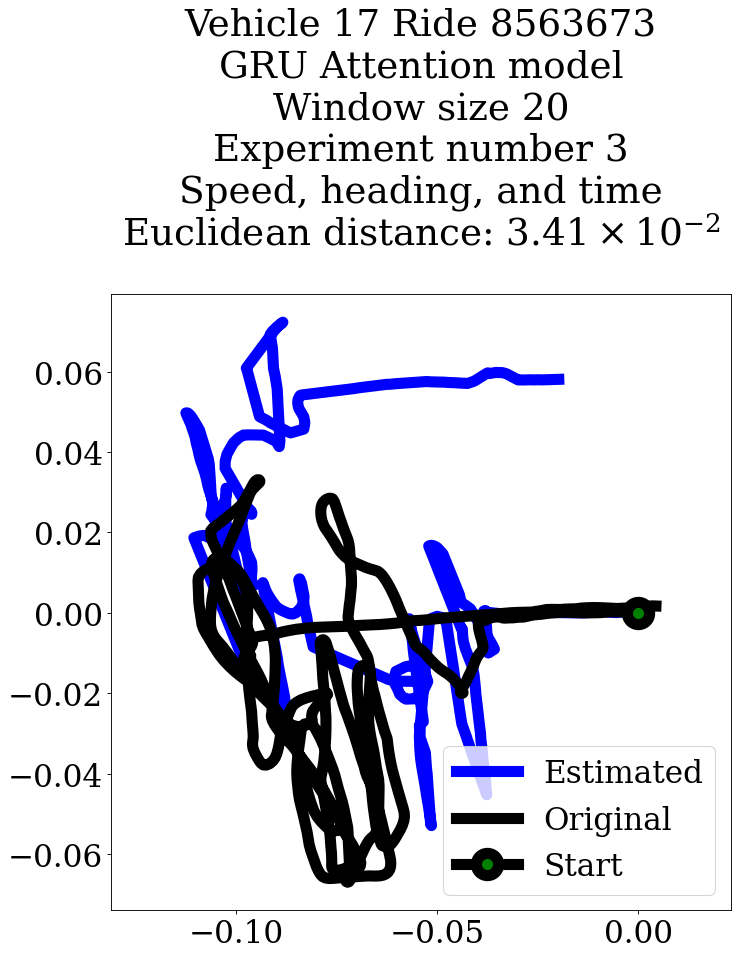 Vehicle 17 Ride 8563673
GRU Attention model
Window size 20
Experiment number 3
Speed, heading, and time
Euclidean distance: 3.41 × 10⁻²
0.06
0.04
0.02
0.00
−0.02
−0.04
−0.06
Estimated
Original
Start
−0.10
−0.05
0.00